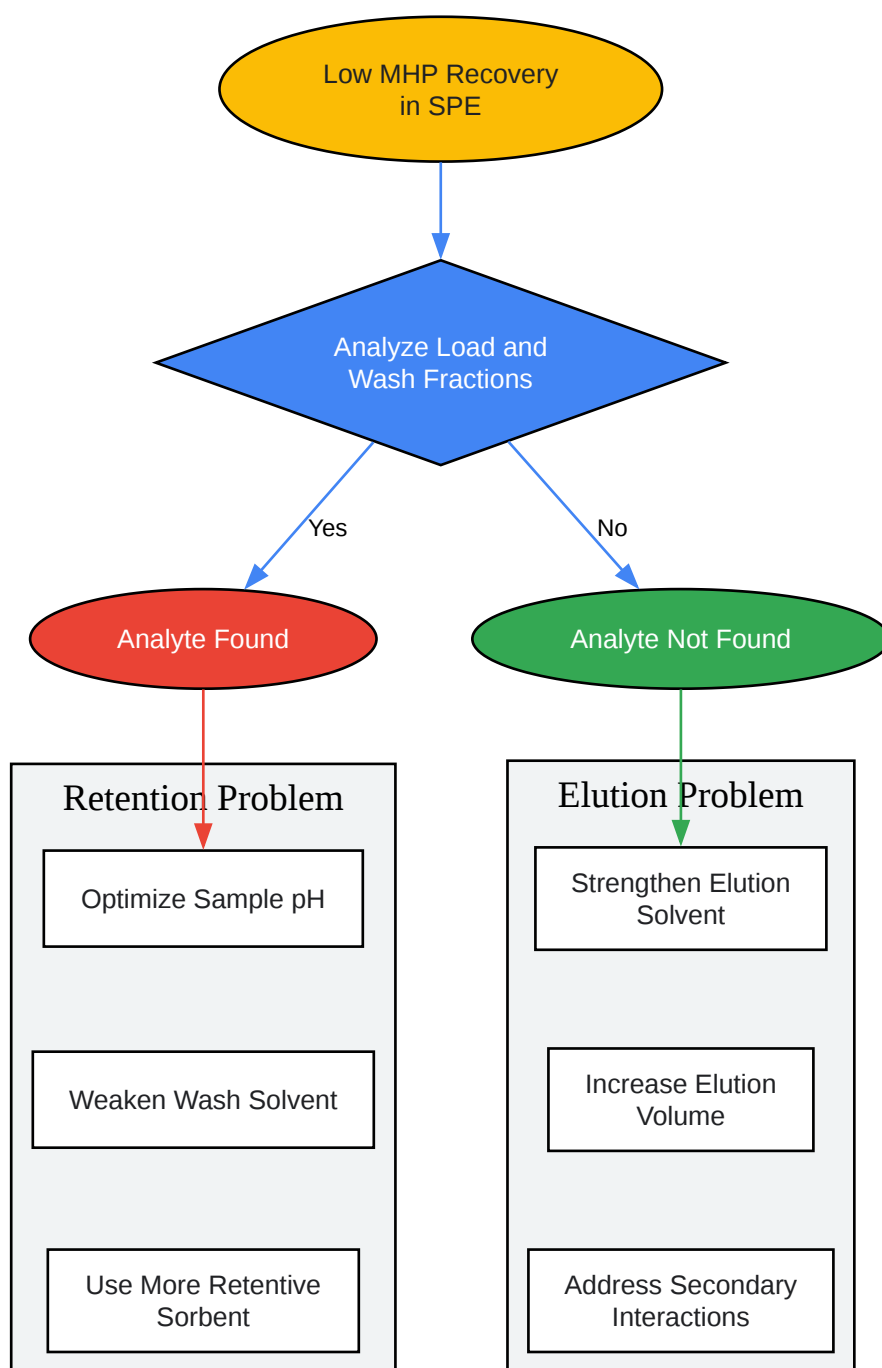 Low MHP Recovery
in SPE
Analyze Load and
Wash Fractions
Yes
No
Analyte Found
Analyte Not Found
Retention Problem
Optimize Sample pH
Weaken Wash Solvent
Use More Retentive
Sorbent
Elution Problem
Strengthen Elution
Solvent
Increase Elution
Volume
Address Secondary
Interactions